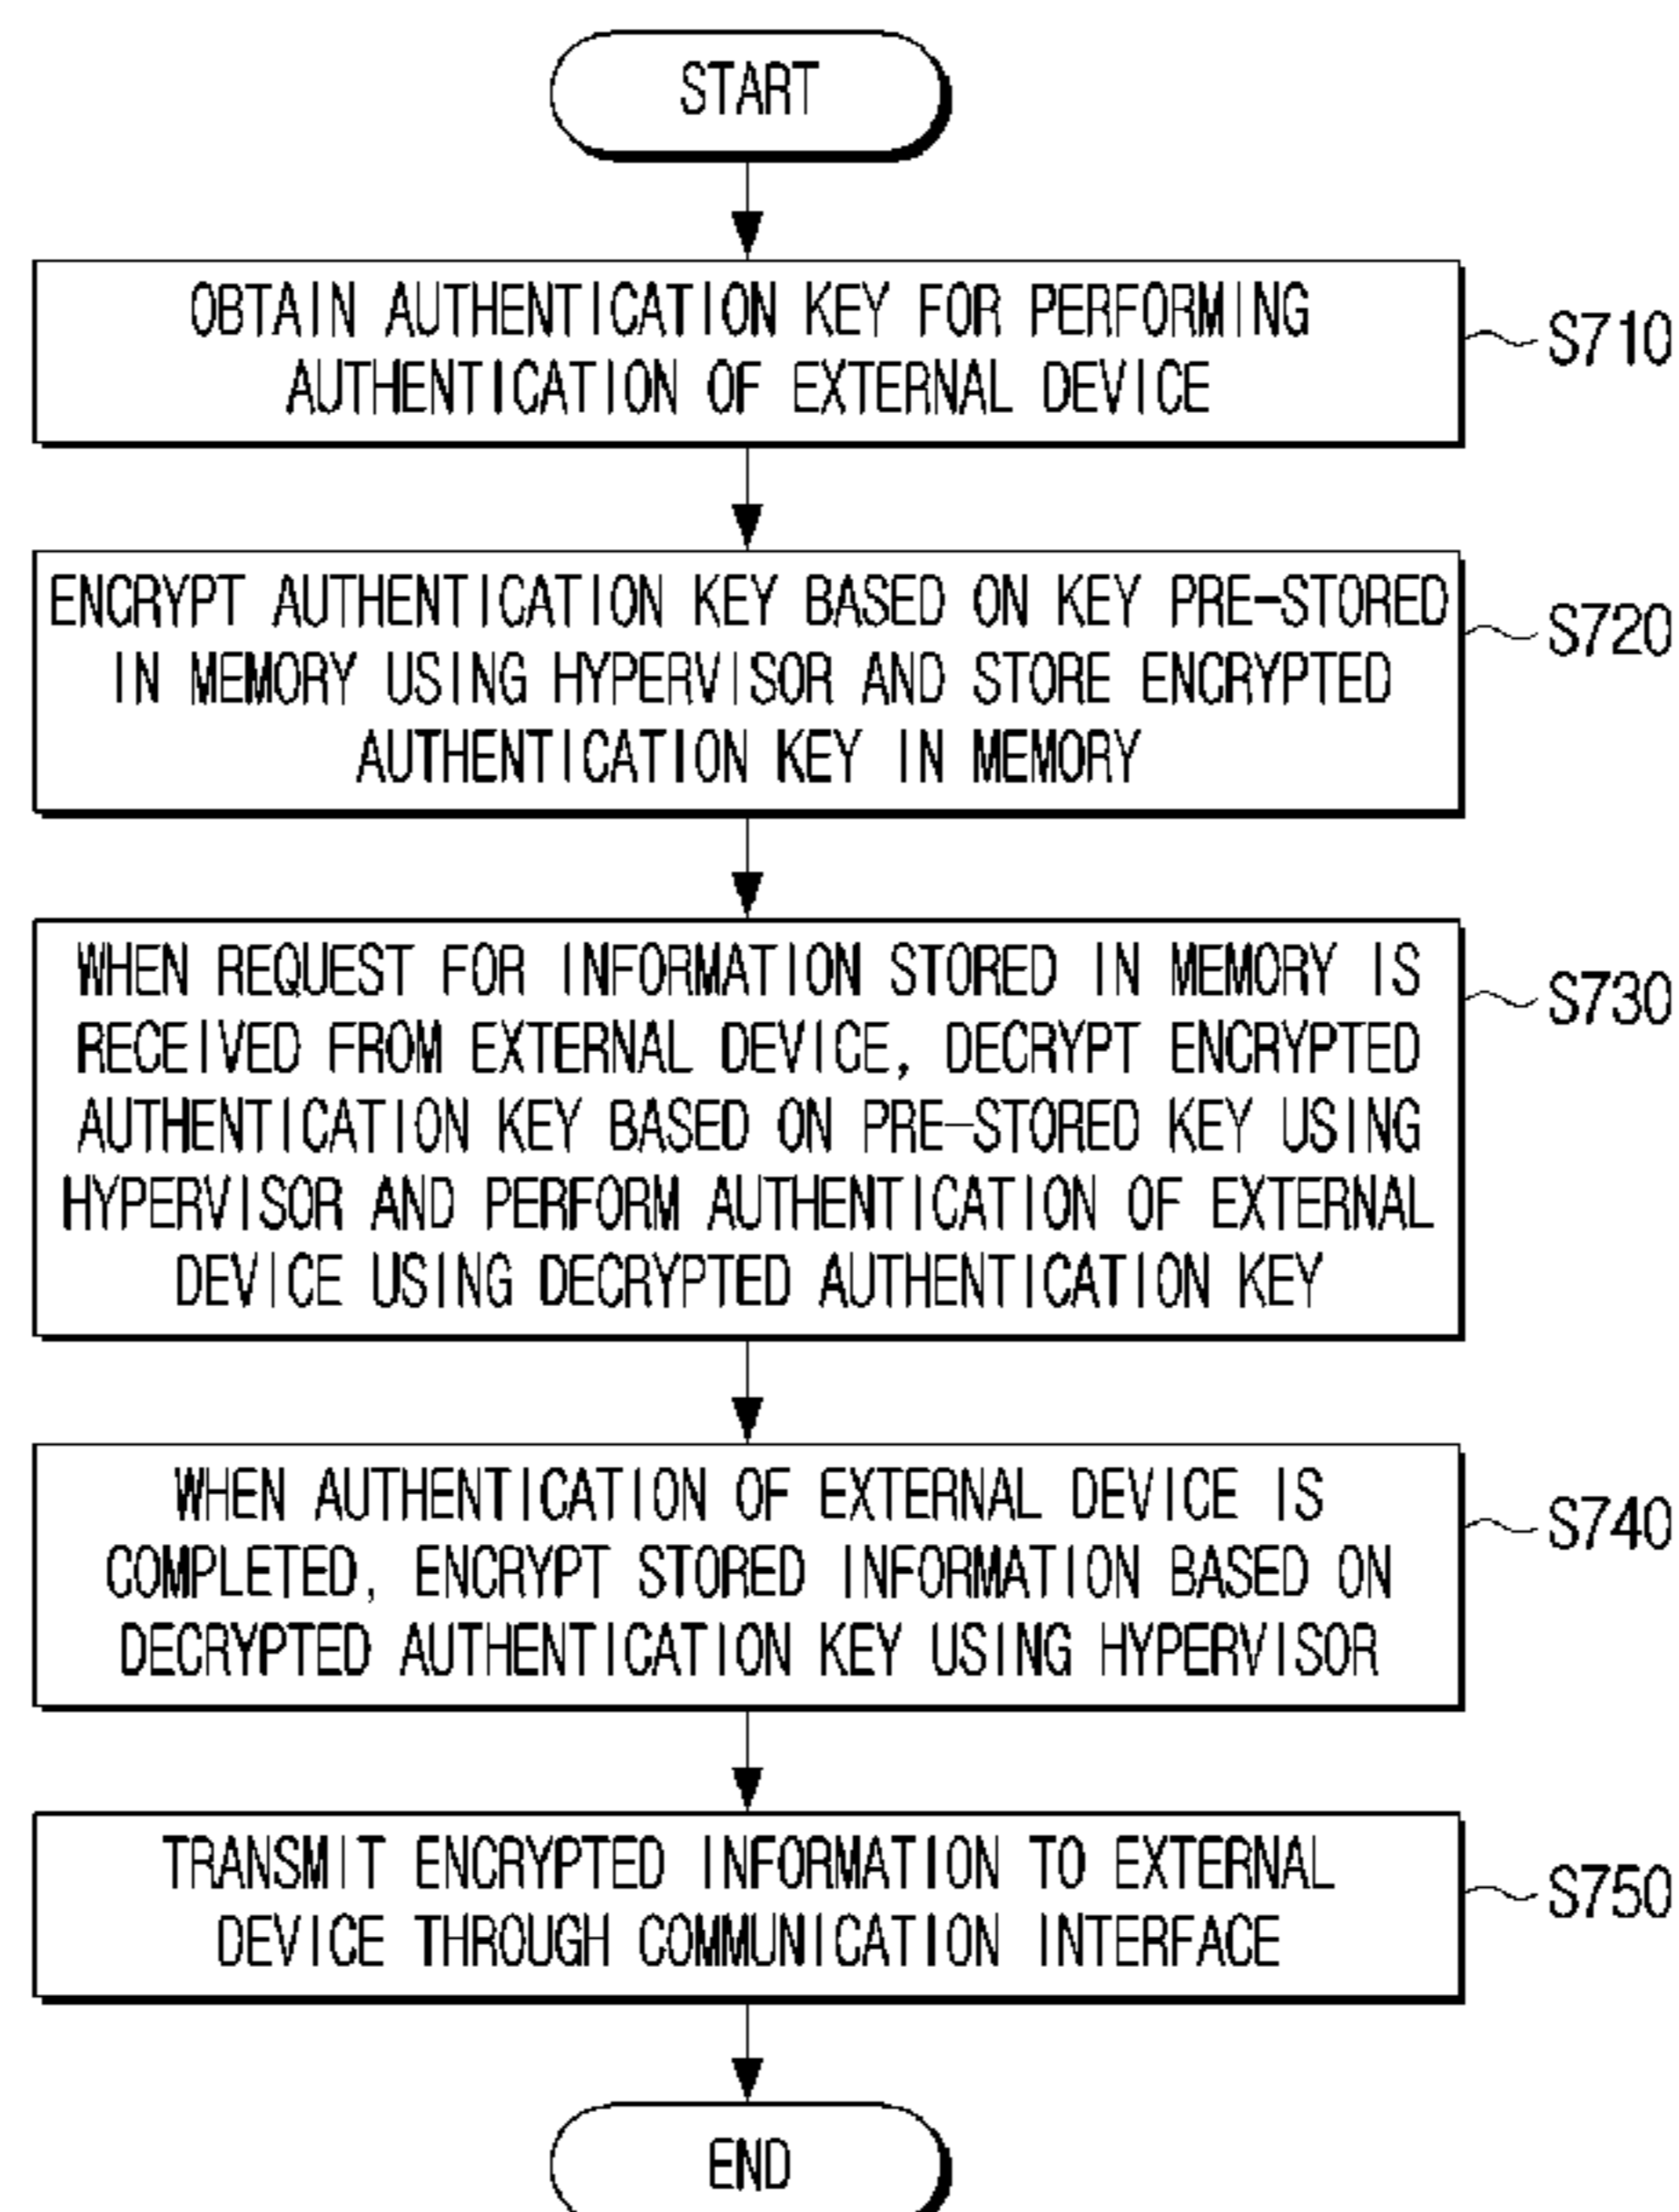 START
OBTAIN AUTHENTICATION KEY FOR PERFORMING
AUTHENTICATION OF EXTERNAL DEVICE
S710
ENCRYPT AUTHENTICATION KEY BASED ON KEY PRE-STORED
IN MEMORY USING HYPERVISOR AND STORE ENCRYPTED
AUTHENTICATION KEY IN MEMORY
S720
WHEN REQUEST FOR INFORMATION STORED IN MEMORY IS
RECEIVED FROM EXTERNAL DEVICE, DECRYPT ENCRYPTED
AUTHENTICATION KEY BASED ON PRE-STORED KEY USING
HYPERVISOR AND PERFORM AUTHENTICATION OF EXTERNAL
DEVICE USING DECRYPTED AUTHENTICATION KEY
S730
WHEN AUTHENTICATION OF EXTERNAL DEVICE IS
COMPLETED, ENCRYPT STORED INFORMATION BASED ON
DECRYPTED AUTHENTICATION KEY USING HYPERVISOR
S740
TRANSMIT ENCRYPTED INFORMATION TO EXTERNAL
DEVICE THROUGH COMMUNICATION INTERFACE
S750
END